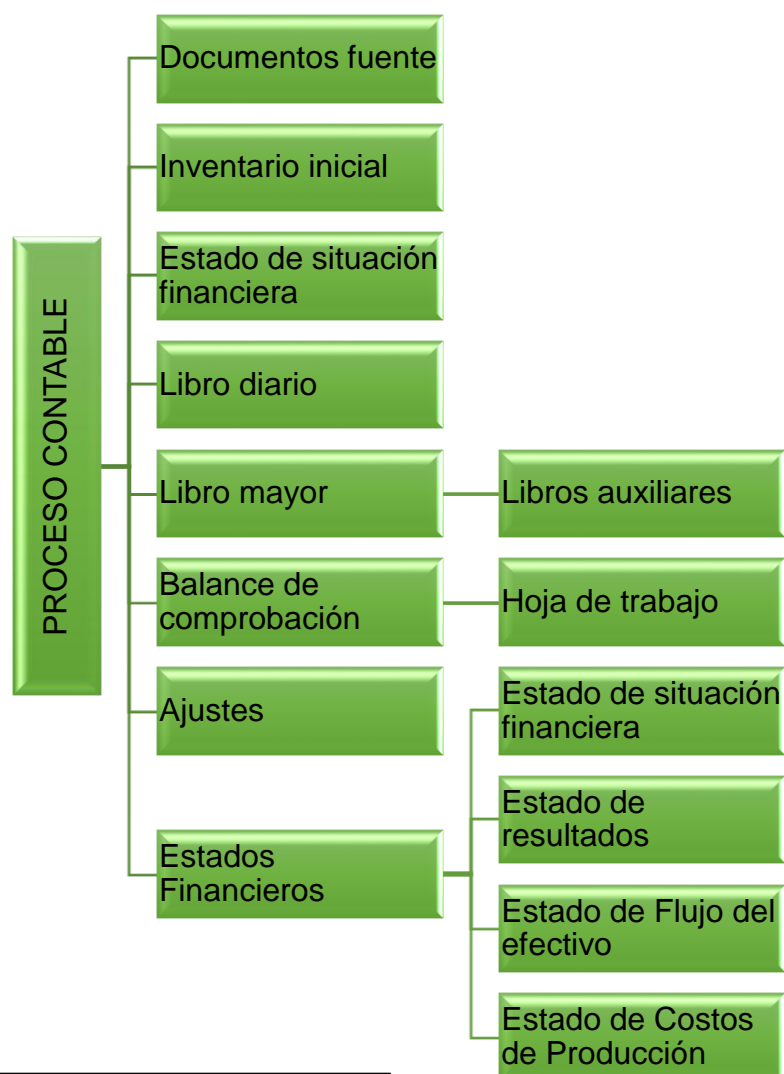 PROCESO CONTABLE
Documentos fuente
Inventario inicial
Estado de situación
financiera
Libro diario
Libro mayor
Libros auxiliares
Balance de
comprobación
Hoja de trabajo
Ajustes
Estados
Financieros
Estado de situación
financiera
Estado de
resultados
Estado de Flujo del
efectivo
Estado de Costos
de Producción